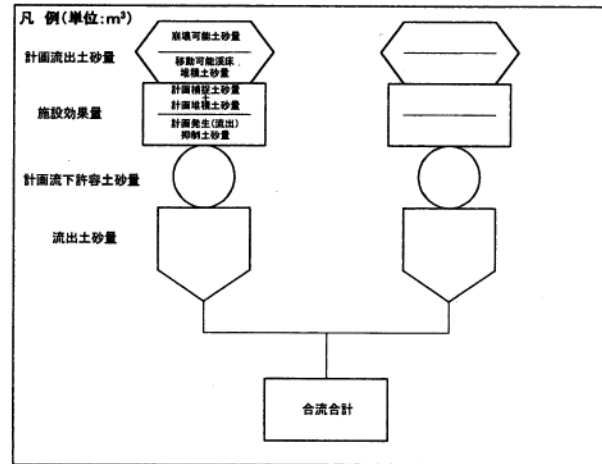 凡 例(単位:m³)
計画流出土砂量
崩壊可能土砂量
移動可能渓床
堆積土砂量
施設効果量
計画捕捉土砂量
+
計画堆積土砂量
計画発生(流出)
抑制土砂量
計画流下許容土砂量
流出土砂量
合流合計